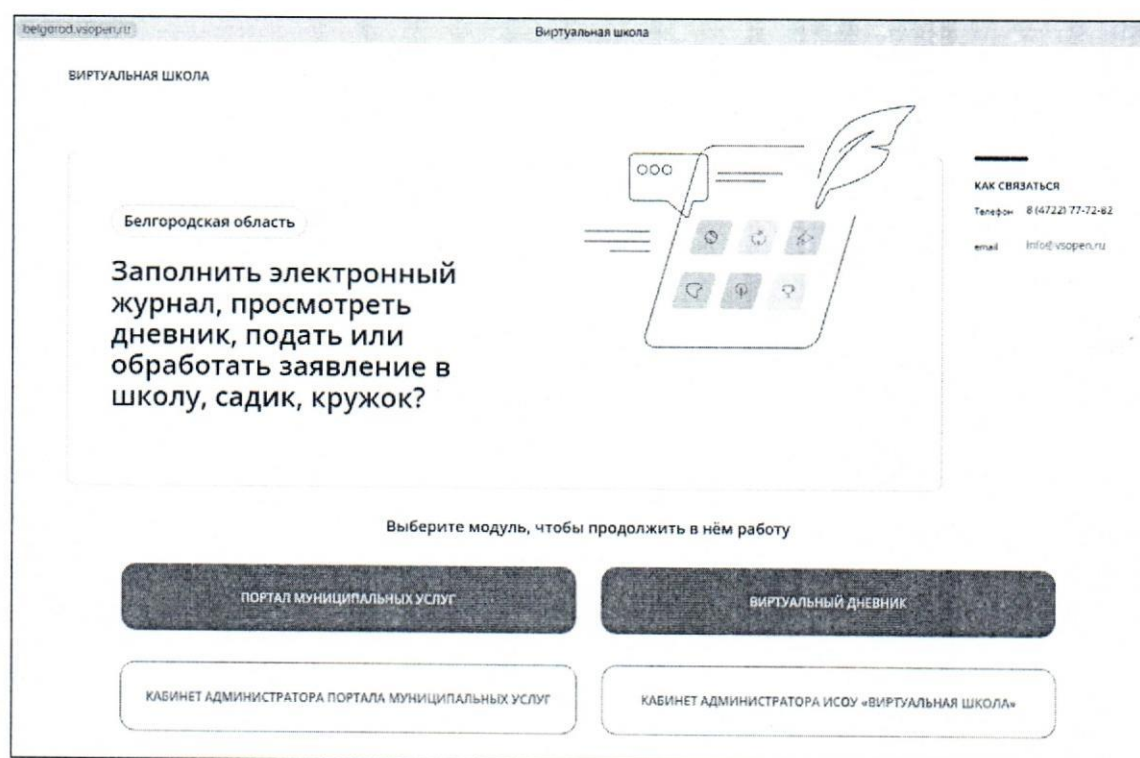 belgorod.vsopen.ru
Виртуальная школа
ВИРТУАЛЬНАЯ ШКОЛА
Белгородская область
Заполнить электронный
журнал, просмотреть
дневник, подать или
обработать заявление в
школу, садик, кружок?
КАК СВЯЗАТЬСЯ
Телефон 8 (4722) 77-72-82
email info@vsopen.ru
Выберите модуль, чтобы продолжить в нём работу
ПОРТАЛ МУНИЦИПАЛЬНЫХ УСЛУГ
ВИРТУАЛЬНЫЙ ДНЕВНИК
КАБИНЕТ АДМИНИСТРАТОРА ПОРТАЛА МУНИЦИПАЛЬНЫХ УСЛУГ
КАБИНЕТ АДМИНИСТРАТОРА ИСОУ «ВИРТУАЛЬНАЯ ШКОЛА»